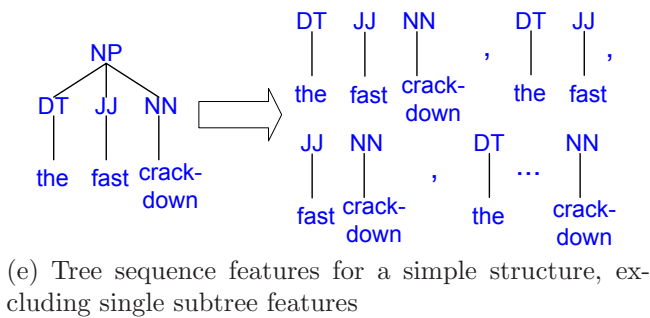 NP
DT JJ NN
the fast crack-
down
DT JJ NN , DT JJ ,
the fast crack-
down
the fast
JJ NN , DT ... NN
fast crack-
down
the crack-
down
(e) Tree sequence features for a simple structure, ex-
cluding single subtree features